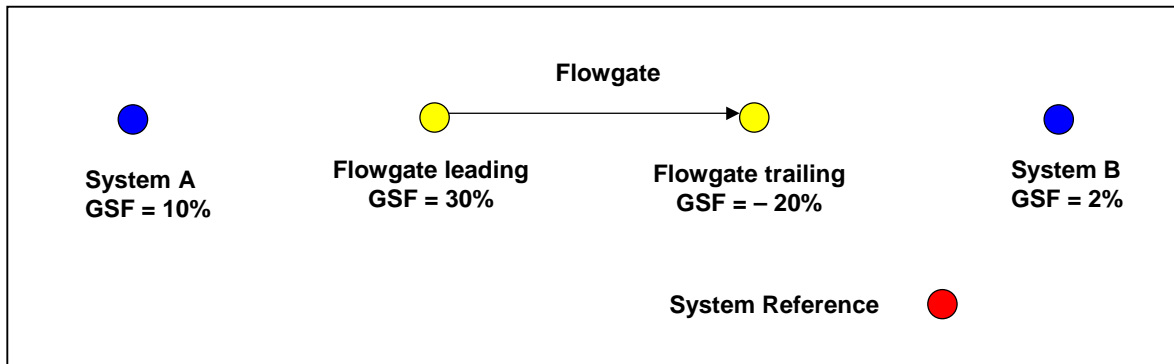 Flowgate
System A
GSF = 10%
Flowgate leading
GSF = 30%
Flowgate trailing
GSF = – 20%
System B
GSF = 2%
System Reference